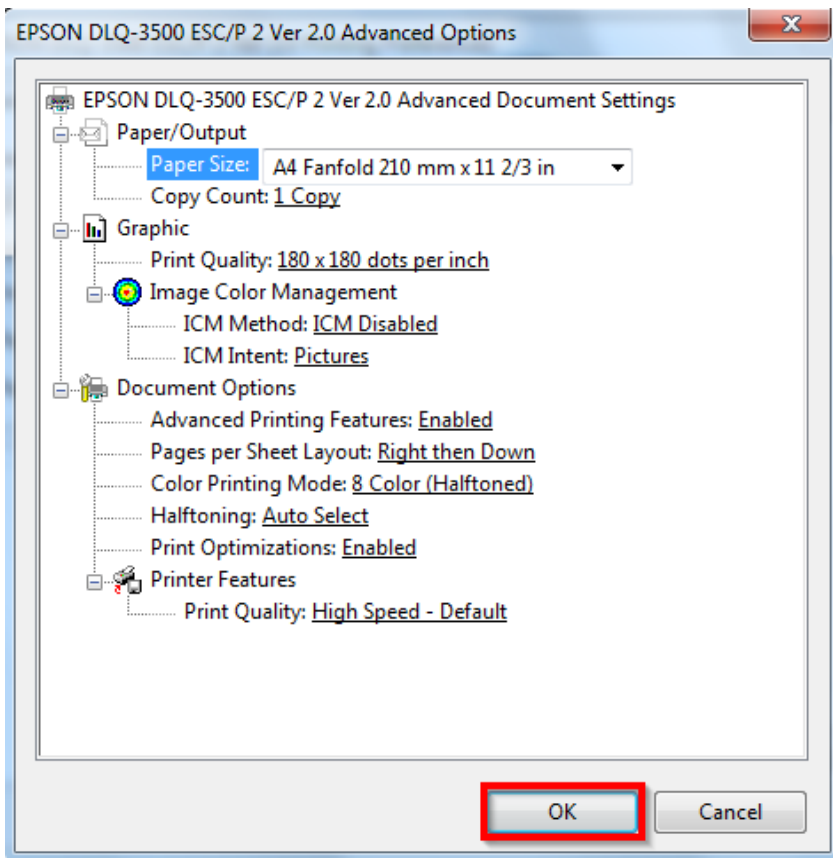 EPSON DLQ-3500 ESC/P 2 Ver 2.0 Advanced Options
EPSON DLQ-3500 ESC/P 2 Ver 2.0 Advanced Document Settings
Paper/Output
Paper Size: A4 Fanfold 210 mm x 11 2/3 in
Copy Count: 1 Copy
Graphic
Print Quality: 180 x 180 dots per inch
Image Color Management
ICM Method: ICM Disabled
ICM Intent: Pictures
Document Options
Advanced Printing Features: Enabled
Pages per Sheet Layout: Right then Down
Color Printing Mode: 8 Color (Halftoned)
Halftoning: Auto Select
Print Optimizations: Enabled
Printer Features
Print Quality: High Speed - Default
OK Cancel